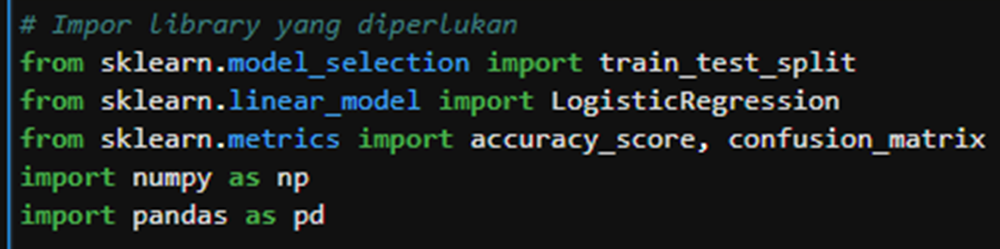 # Impor library yang diperlukan
from sklearn.model_selection import train_test_split
from sklearn.linear_model import LogisticRegression
from sklearn.metrics import accuracy_score, confusion_matrix
import numpy as np
import pandas as pd